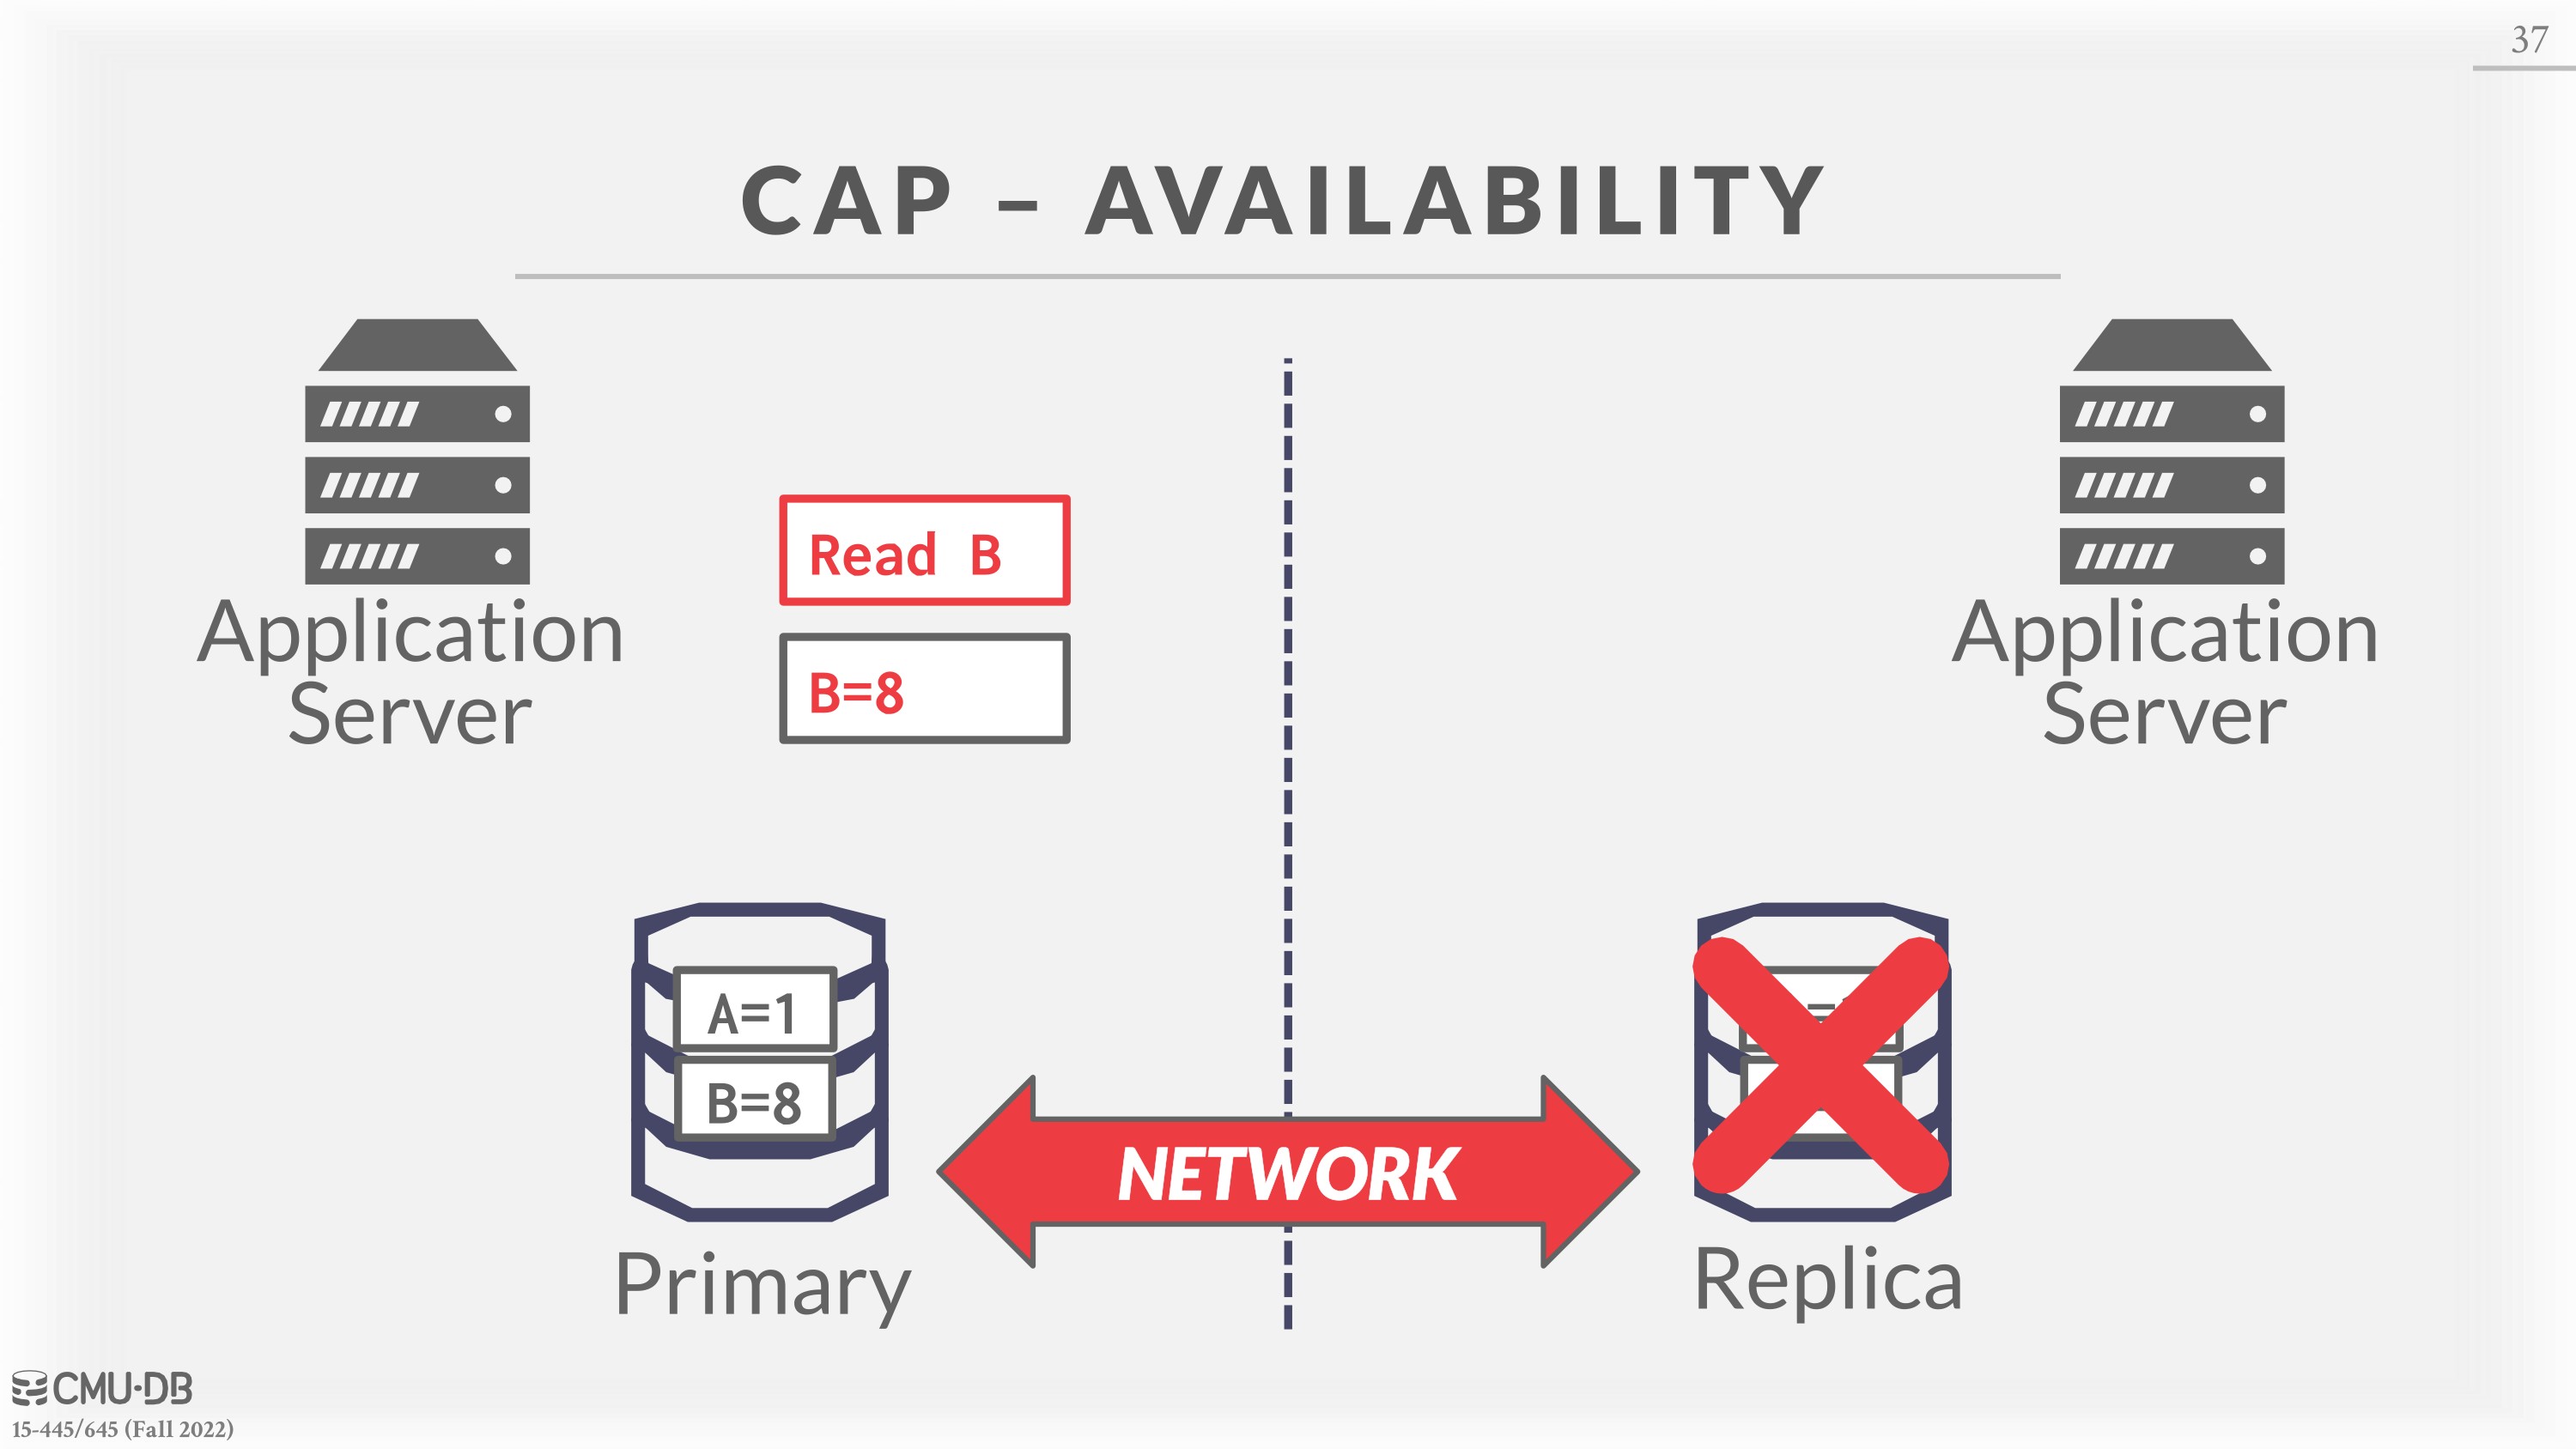 37
CAP – AVAILABILITY
Application
Server
Read B
B=8
Application
Server
A=1
B=8
NETWORK
Primary
Replica
CMU·DB
15-445/645 (Fall 2022)